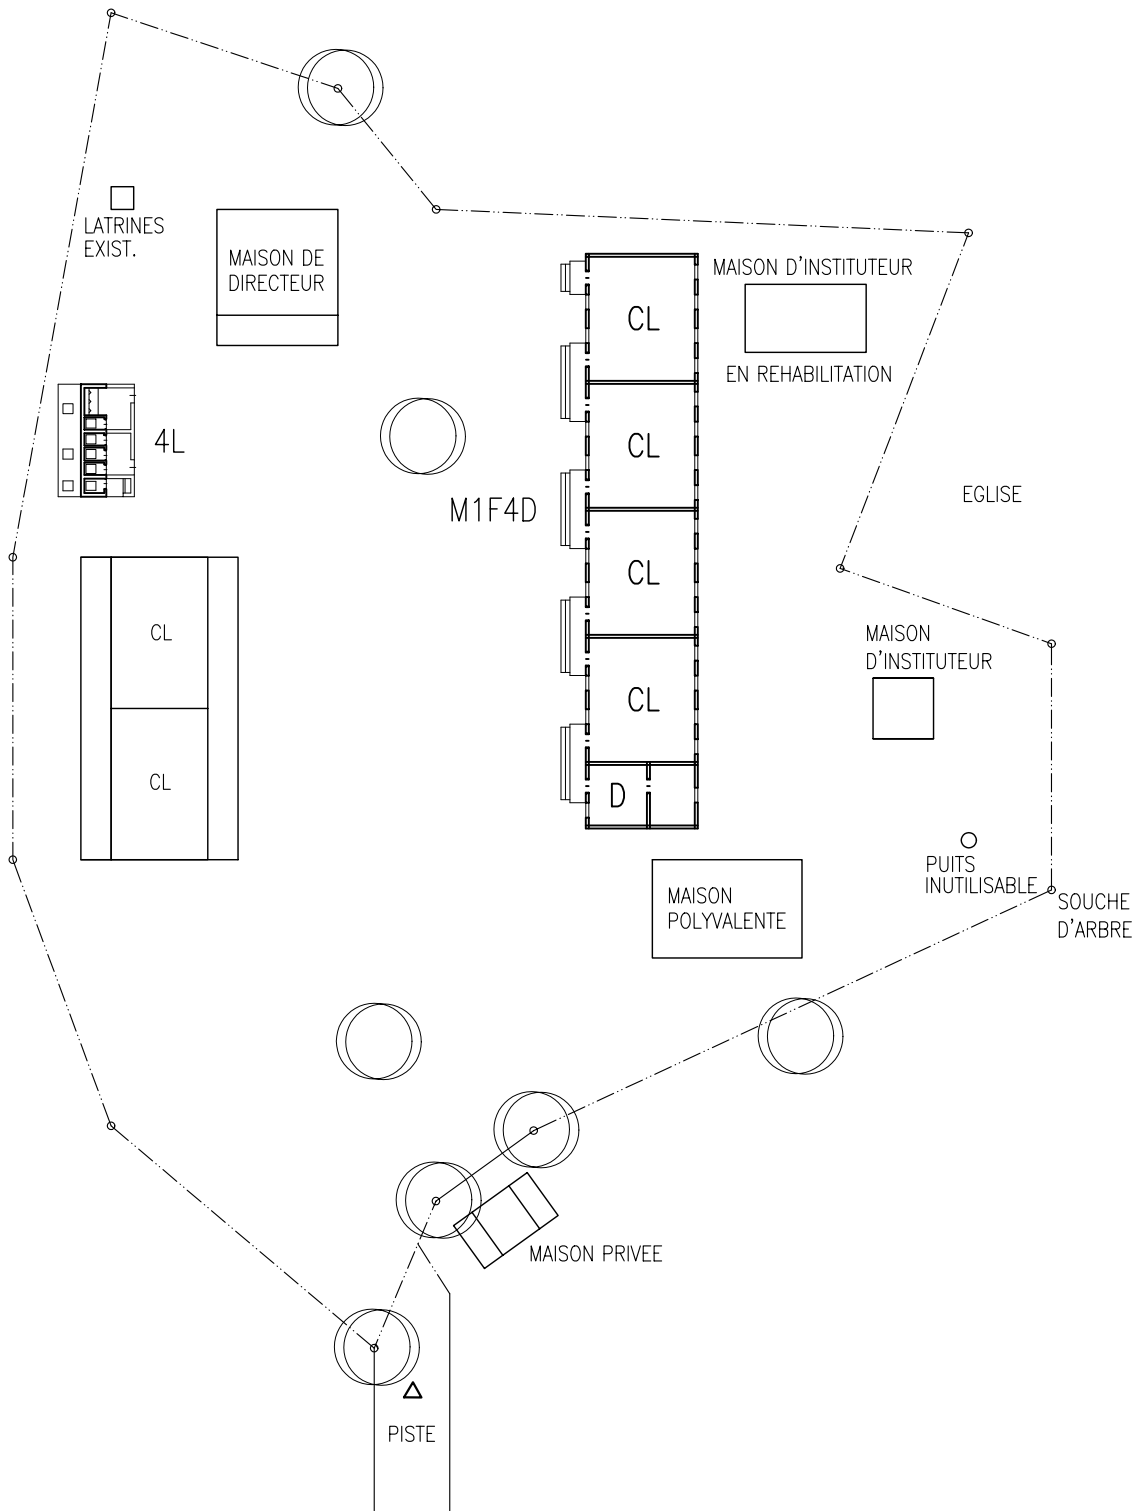 LATRINES
EXIST.
MAISON DE
DIRECTEUR
CL
MAISON D'INSTITUTEUR
EN REHABILITATION
4L
CL
M1F4D
EGLISE
CL
CL
MAISON
D'INSTITUTEUR
CL
CL
D
PUITS
INUTILISABLE
MAISON
POLYVALENTE
SOUCHE
D'ARBRE
MAISON PRIVEE
PISTE